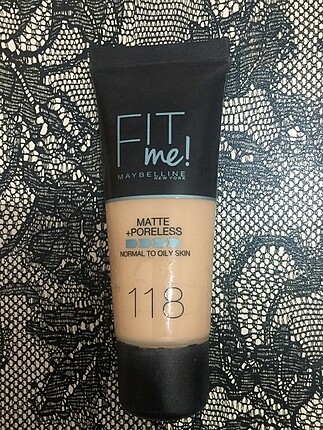 FIT
me!
MAYBELLINE
NEW YORK
MATTE
+PORELESS
NORMAL TO OILY SKIN
118